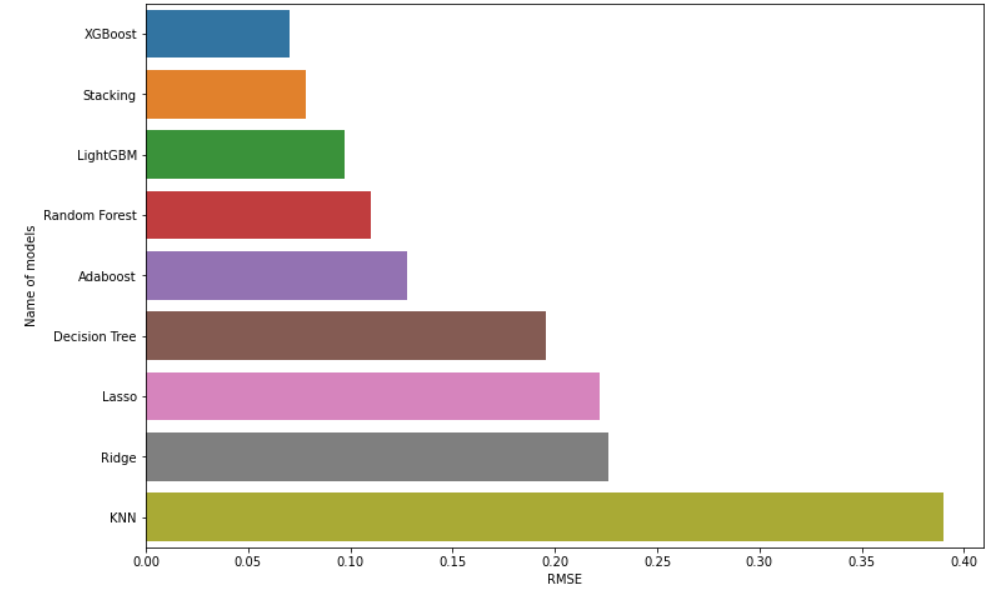 XGBoost
Stacking
LightGBM
Random Forest
Adaboost
Decision Tree
Lasso
Ridge
KNN
Name of models
0.00 0.05 0.10 0.15 0.20 0.25 0.30 0.35 0.40
RMSE